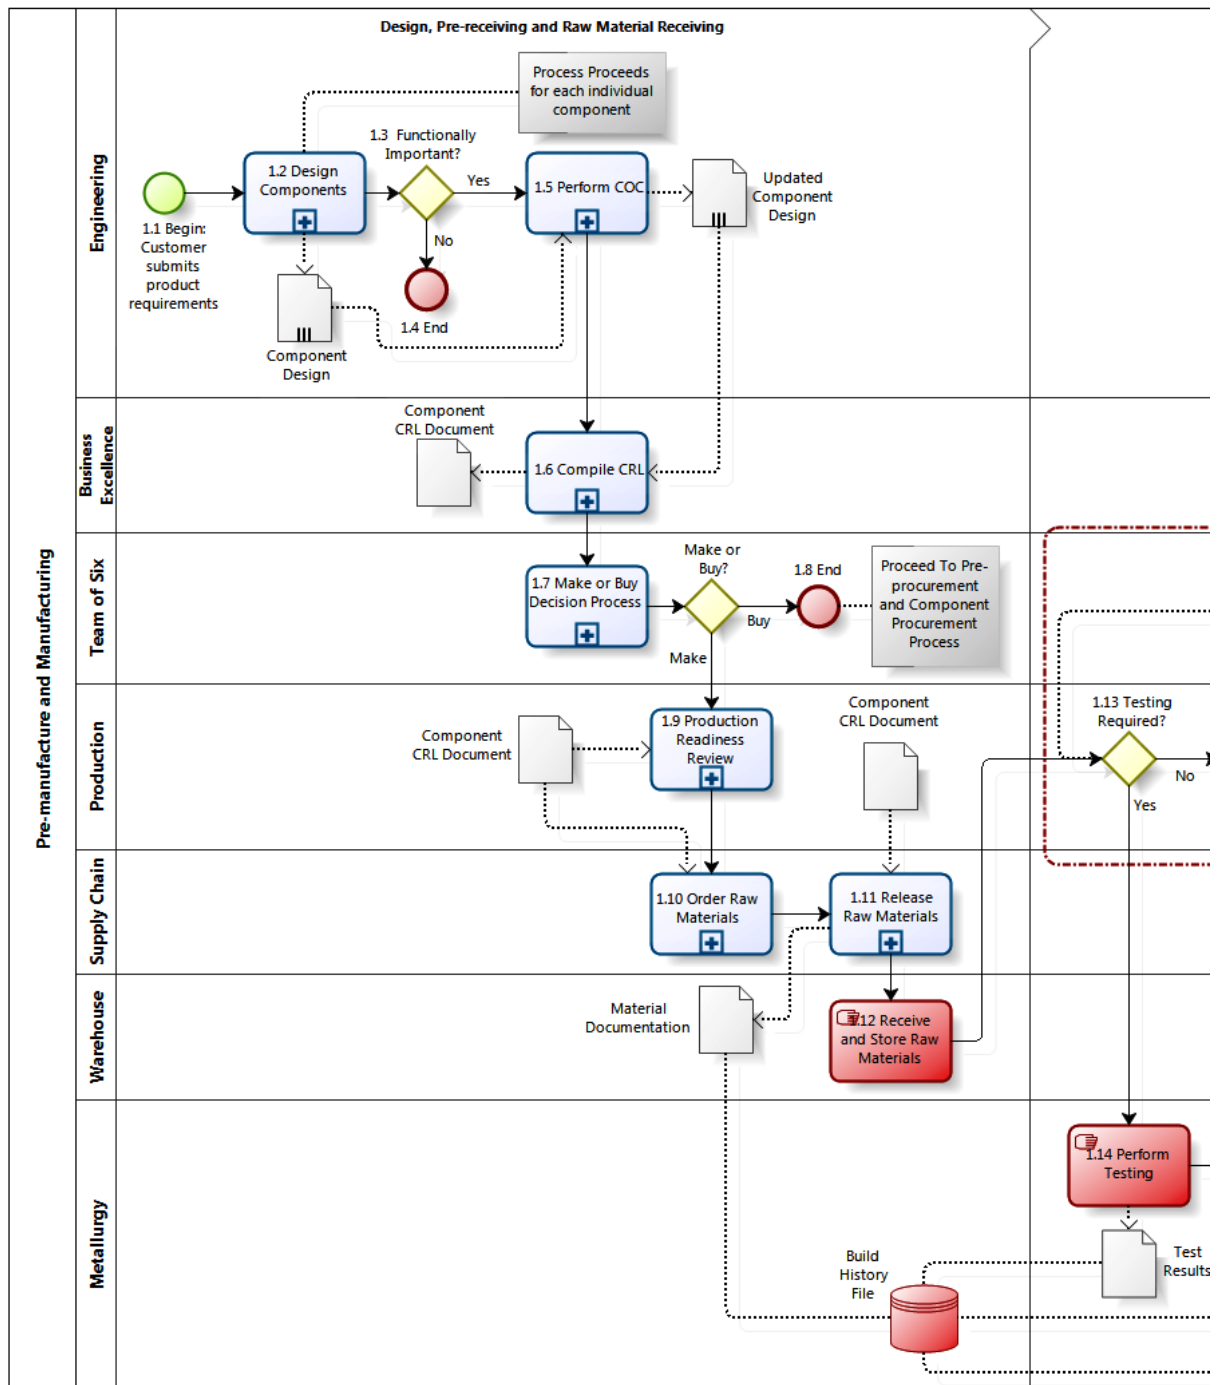 Design, Pre-receiving and Raw Material Receiving
Pre-manufacture and Manufacturing
Engineering
Process Proceeds
for each individual
component
1.3 Functionally
Important?
1.2 Design
Components
Yes
1.5 Perform COC
Updated
Component
Design
1.1 Begin:
Customer
submits
product
requirements
No
1.4 End
Component
Design
Business
Excellence
Component
CRL Document
1.6 Compile CRL
Team of Six
1.7 Make or Buy
Decision Process
Make or
Buy?
Buy
Make
1.8 End
Proceed To Pre-
procurement
and Component
Procurement
Process
Production
Component
CRL Document
1.9 Production
Readiness
Review
Component
CRL Document
1.13 Testing
Required?
No
Yes
Supply Chain
1.10 Order Raw
Materials
1.11 Release
Raw Materials
Warehouse
Material
Documentation
1.12 Receive
and Store Raw
Materials
Metallurgy
1.14 Perform
Testing
Test
Results
Build
History
File